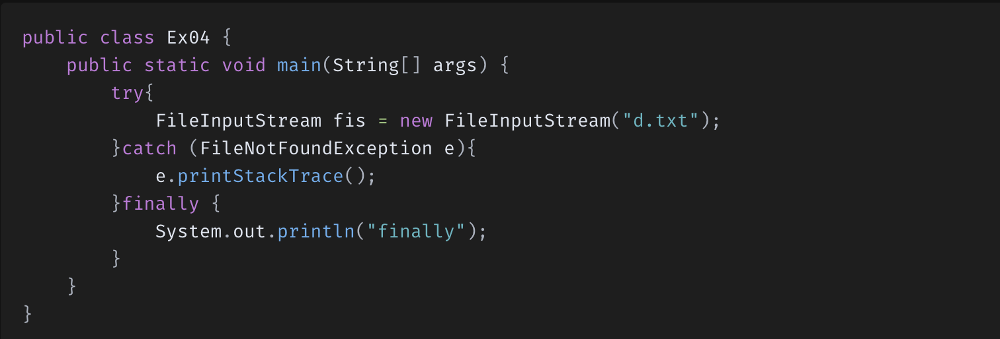 public class Ex04 {
    public static void main(String[] args) {
        try{
            FileInputStream fis = new FileInputStream("d.txt");
        }catch (FileNotFoundException e){
            e.printStackTrace();
        }finally {
            System.out.println("finally");
        }
    }
}